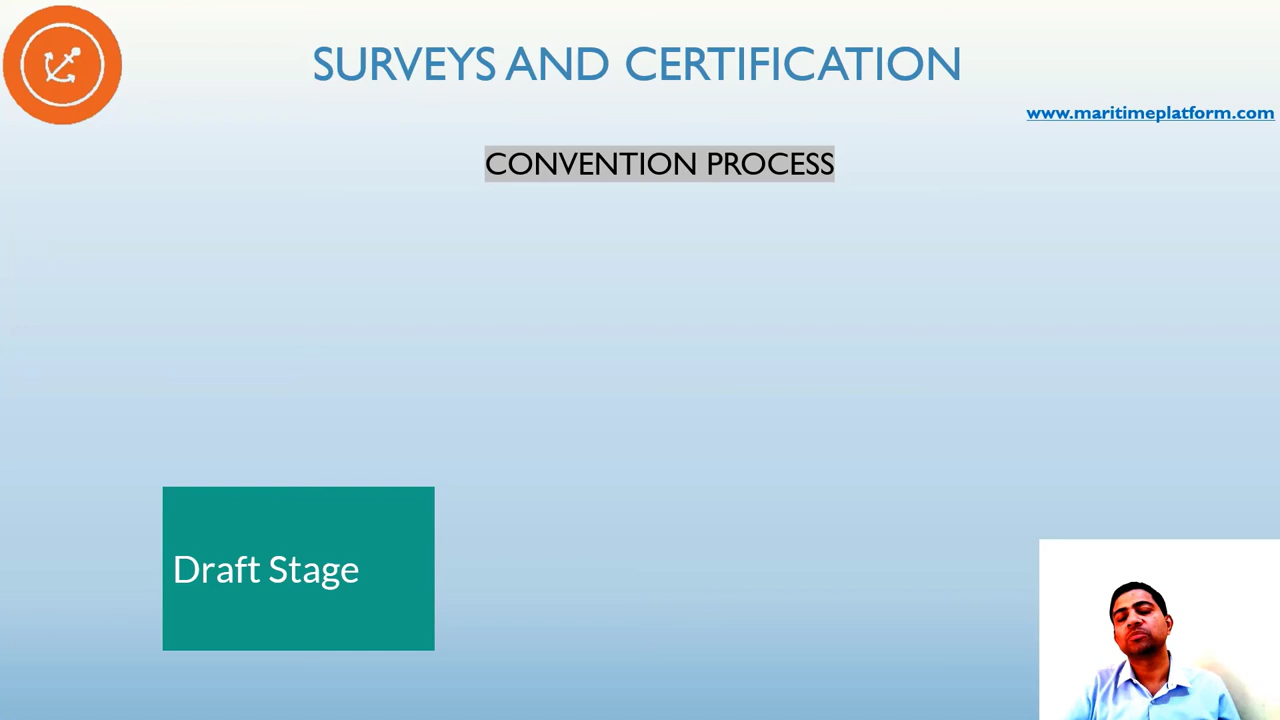 SURVEYS AND CERTIFICATION
www.maritimeplatform.com
CONVENTION PROCESS
Draft Stage